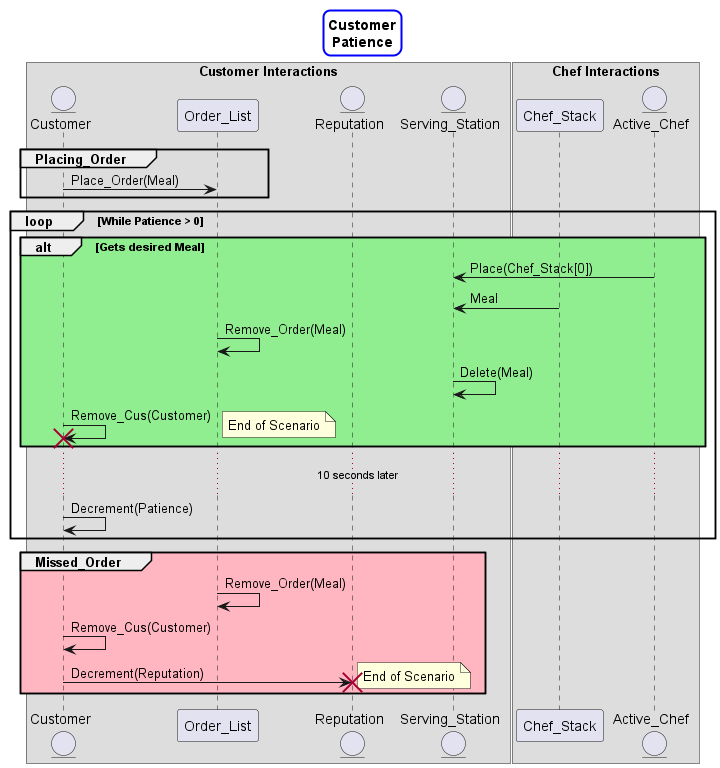 Customer
Patience
Customer Interactions
Chef Interactions
Customer
Order_List
Reputation
Serving_Station
Chef_Stack
Active_Chef
Placing_Order
Place_Order(Meal)
loop
[While Patience > 0]
alt
[Gets desired Meal]
Place(Chef_Stack[0])
Meal
Remove_Order(Meal)
Delete(Meal)
Remove_Cus(Customer)
End of Scenario
10 seconds later
Decrement(Patience)
Missed_Order
Remove_Order(Meal)
Remove_Cus(Customer)
Decrement(Reputation)
End of Scenario
Customer
Order_List
Reputation
Serving_Station
Chef_Stack
Active_Chef